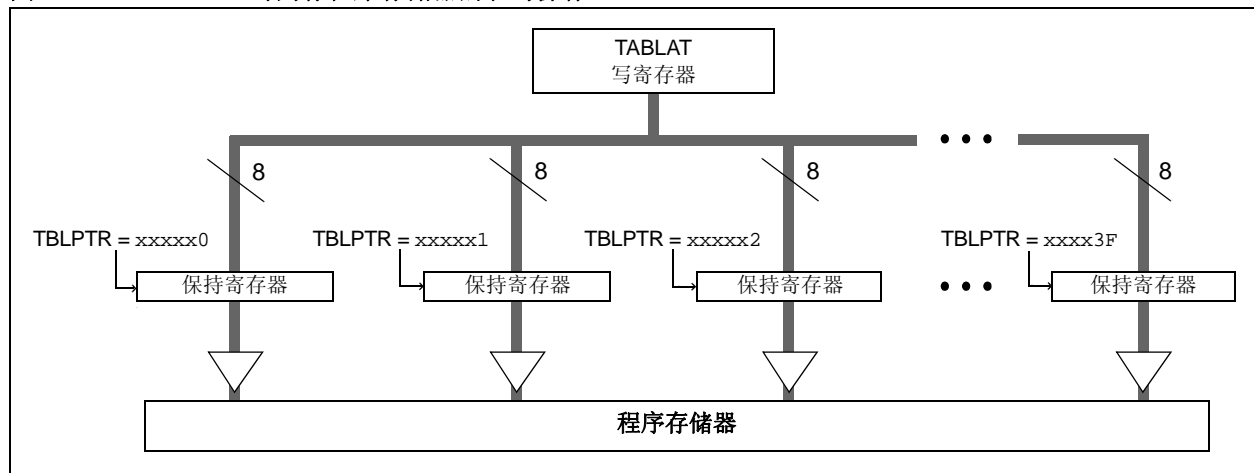 TABLAT
写寄存器
8 8 8 8
TBLPTR = xxxxx0 TBLPTR = xxxxx1 TBLPTR = xxxxx2 TBLPTR = xxxx3F
保持寄存器 保持寄存器 保持寄存器 保持寄存器
程序存储器